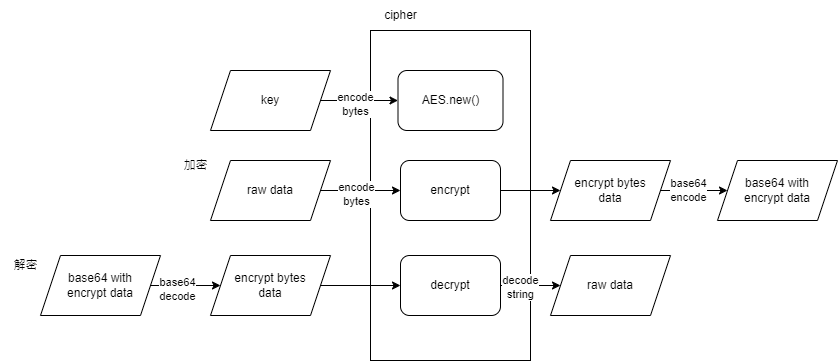 cipher
key
encode
bytes
AES.new()
加密
raw data
encode
bytes
encrypt
encrypt bytes
data
base64
encode
base64 with
encrypt data
解密
base64 with
encrypt data
base64
decode
encrypt bytes
data
decrypt
decode
string
raw data